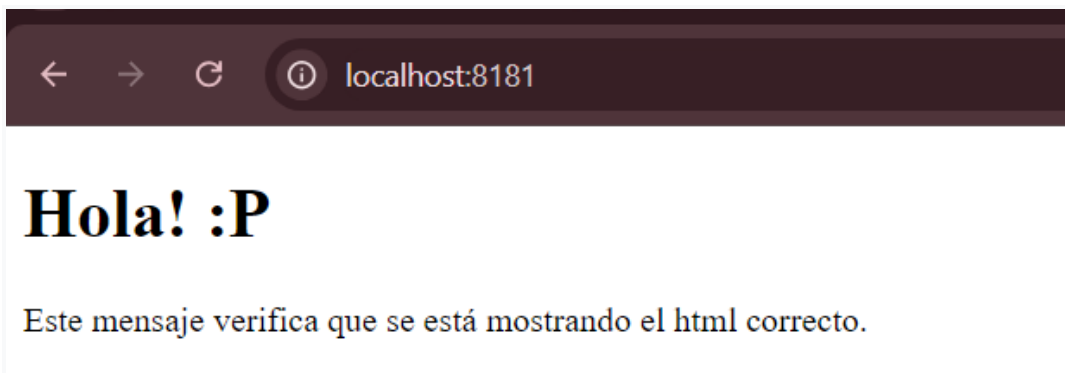 localhost:8181
Hola! :P
Este mensaje verifica que se está mostrando el html correcto.